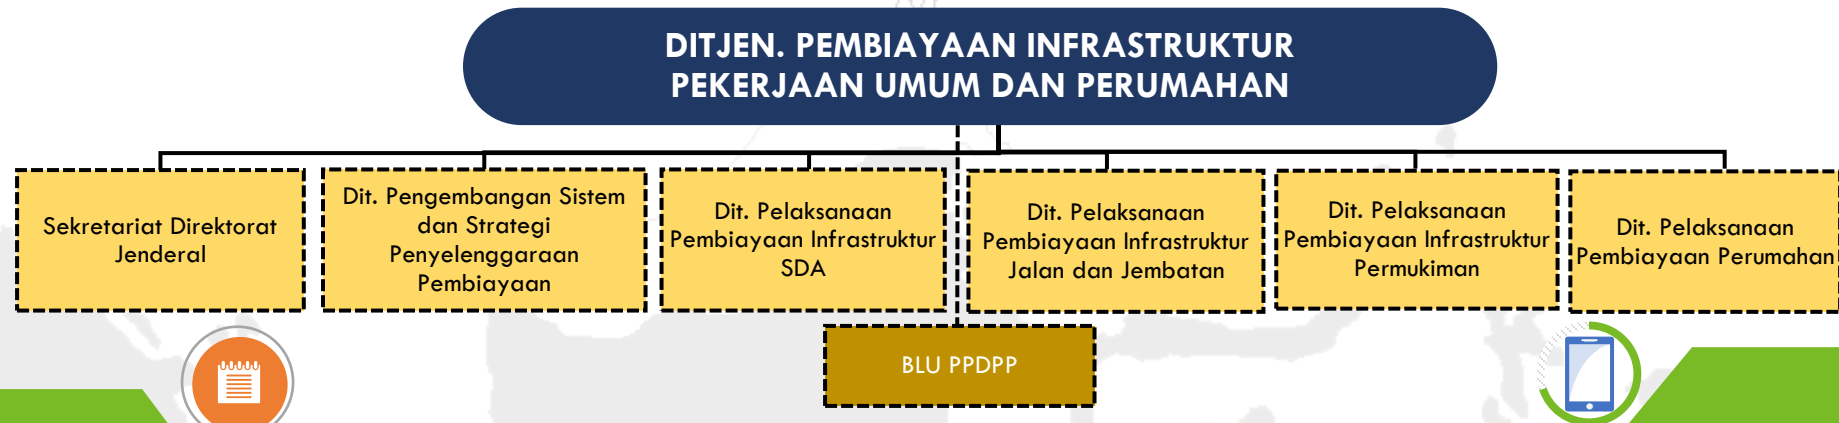 DITJEN. PEMBIAYAAN INFRASTRUKTUR
PEKERJAAN UMUM DAN PERUMAHAN
Sekretariat Direktorat
Jenderal
Dit. Pengembangan Sistem
dan Strategi
Penyelenggaraan
Pembiayaan
Dit. Pelaksanaan
Pembiayaan Infrastruktur
SDA
Dit. Pelaksanaan
Pembiayaan Infrastruktur
Jalan dan Jembatan
Dit. Pelaksanaan
Pembiayaan Infrastruktur
Permukiman
Dit. Pelaksanaan
Pembiayaan Perumahan
BLU PPDPP